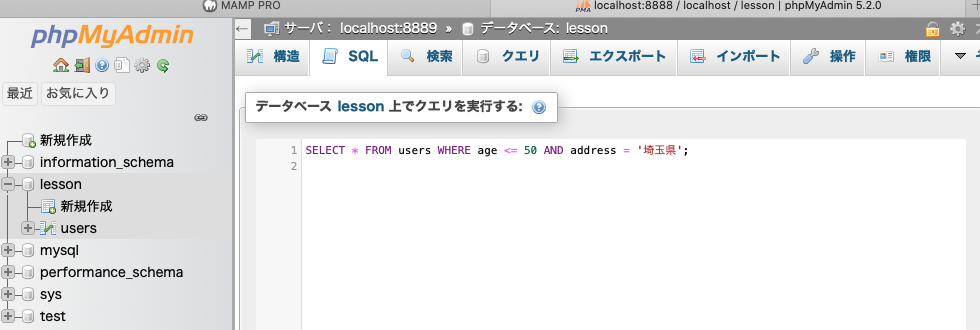 MAMP PRO
localhost:8888 / localhost / lesson | phpMyAdmin 5.2.0
phpMyAdmin
PMA
サーバ: localhost:8889 » データベース: lesson
構造 SQL 検索 クエリ エクスポート インポート 操作 権限
最近 お気に入り
データベース lesson 上でクエリを実行する:
新規作成
information_schema
lesson
新規作成
users
mysql
performance_schema
sys
test
1 SELECT * FROM users WHERE age <= 50 AND address = '埼玉県';
2